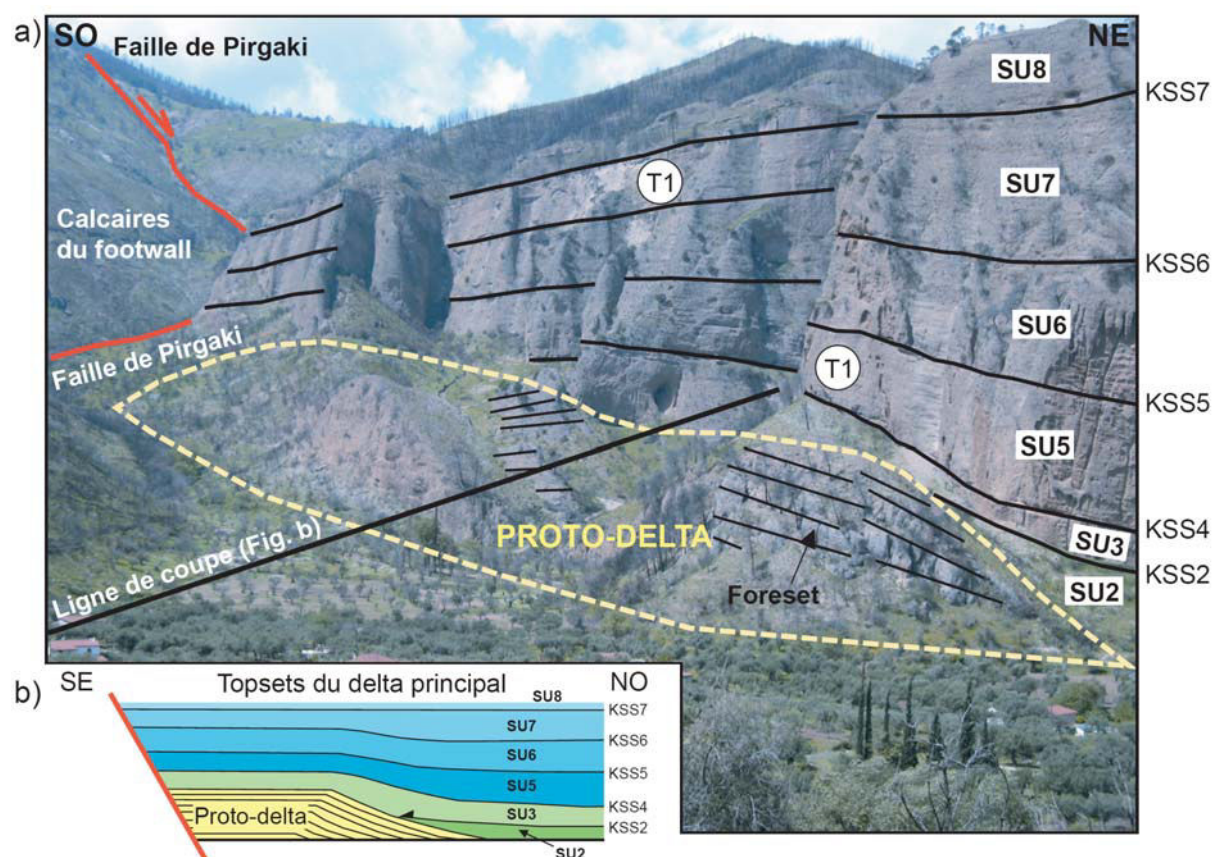 a)
SO
Faille de Pirgaki
NE
SU8
KSS7
T1
SU7
Calcaires
du footwall
KSS6
SU6
Faille de Pirgaki
T1
KSS5
SU5
PROTO-DELTA
Ligne de coupe (Fig. b)
SU3
KSS4
Foreset
SU2
KSS2
b)
SE
Topsets du delta principal
NO
SU8
KSS7
SU7
KSS6
SU6
KSS5
SU5
KSS4
Proto-delta
SU3
KSS2
SU2